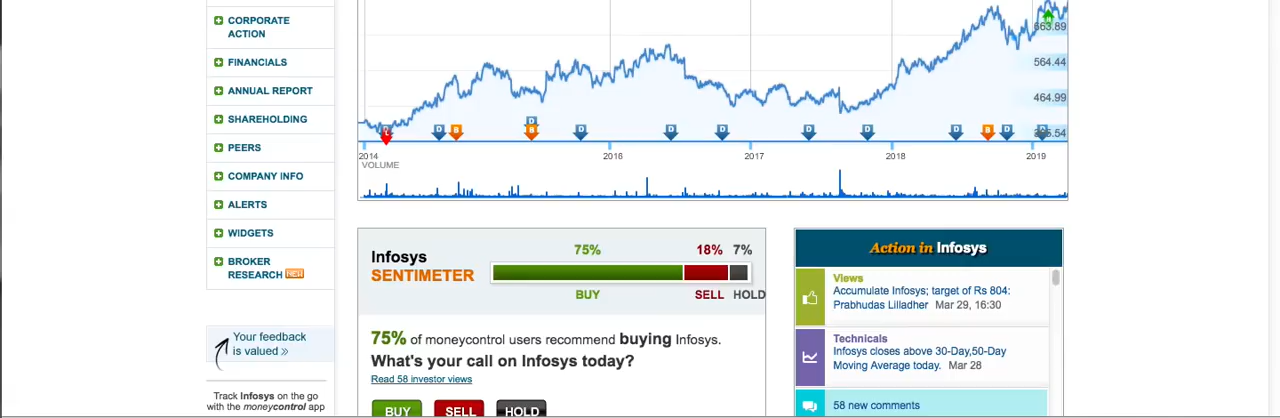 CORPORATE
ACTION
FINANCIALS
ANNUAL REPORT
SHAREHOLDING
PEERS
COMPANY INFO
ALERTS
WIDGETS
BROKER
RESEARCH NEW
Your feedback
is valued »
Track Infosys on the go
with the moneycontrol app
663.89
564.44
464.99
D B D B D D D D D D B D D
2014 2016 2017 2018 2019
VOLUME
Infosys
SENTIMETER
75% 18% 7%
BUY SELL HOLD
75% of moneycontrol users recommend buying Infosys.
What's your call on Infosys today?
Read 58 investor views
BUY SELL HOLD
Action in Infosys
Views
Accumulate Infosys; target of Rs 804:
Prabhudas Lilladher Mar 29, 16:30
Technicals
Infosys closes above 30-Day,50-Day
Moving Average today. Mar 28
58 new comments